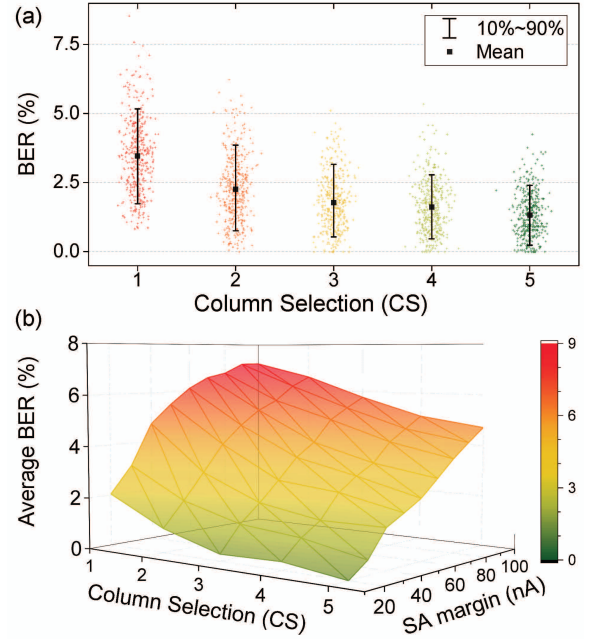 (a)
7.5
5.0
2.5
0.0
BER (%)
10%~90%
Mean
1 2 3 4 5
Column Selection (CS)
(b)
8
6
4
2
0
Average BER (%)
1 2 3 4 5
Column Selection (CS)
20 40 60 80 100
SA margin (nA)
9
6
3
0